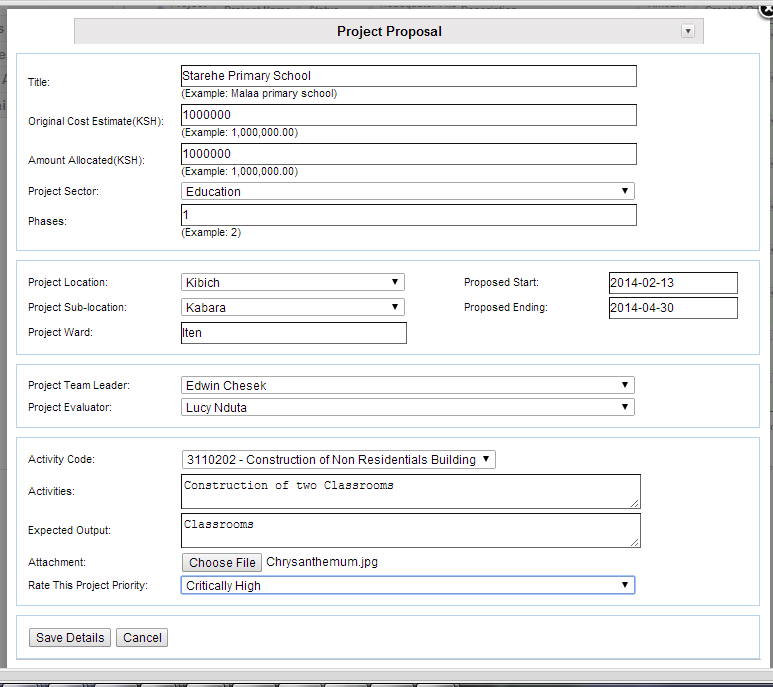 Project Proposal
Title: Starehe Primary School
(Example: Malaa primary school)
Original Cost Estimate(KSH): 1000000
(Example: 1,000,000.00)
Amount Allocated(KSH): 1000000
(Example: 1,000,000.00)
Project Sector: Education
Phases: 1
(Example: 2)
Project Location: Kibich Proposed Start: 2014-02-13
Project Sub-location: Kabara Proposed Ending: 2014-04-30
Project Ward: Iten
Project Team Leader: Edwin Chesek
Project Evaluator: Lucy Nduta
Activity Code: 3110202 - Construction of Non Residentials Building
Activities: Construction of two Classrooms
Expected Output: Classrooms
Attachment: Choose File Chrysanthemum.jpg
Rate This Project Priority: Critically High
Save Details Cancel